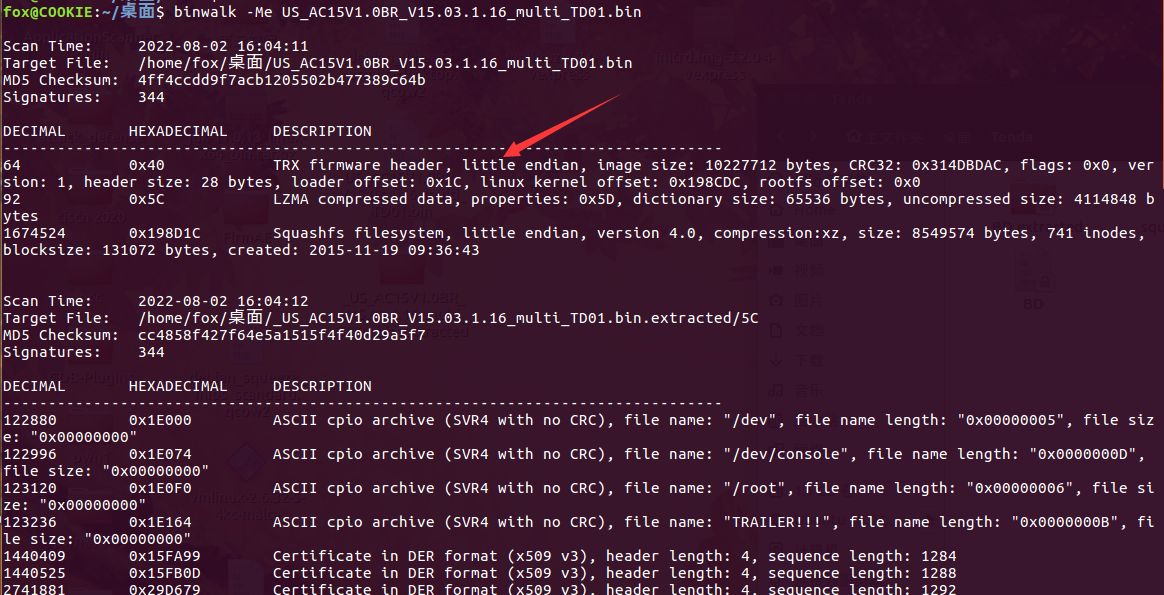 fox@COOKIE:~/桌面$ binwalk -Me US_AC15V1.0BR_V15.03.1.16_multi_TD01.bin
Scan Time:     2022-08-02 16:04:11
Target File:   /home/fox/桌面/US_AC15V1.0BR_V15.03.1.16_multi_TD01.bin
MD5 Checksum:  4ff4ccdd9f7acb1205502b477389c64b
Signatures:    344
DECIMAL       HEXADECIMAL     DESCRIPTION
--------------------------------------------------------------------------------
64            0x40            TRX firmware header, little endian, image size: 10227712 bytes, CRC32: 0x314DBDAC, flags: 0x0, ver
sion: 1, header size: 28 bytes, loader offset: 0x1C, linux kernel offset: 0x198CDC, rootfs offset: 0x0
92            0x5C            LZMA compressed data, properties: 0x5D, dictionary size: 65536 bytes, uncompressed size: 4114848 b
ytes
1674524       0x198D1C        Squashfs filesystem, little endian, version 4.0, compression:xz, size: 8549574 bytes, 741 inodes,
blocksize: 131072 bytes, created: 2015-11-19 09:36:43
Scan Time:     2022-08-02 16:04:12
Target File:   /home/fox/桌面/_US_AC15V1.0BR_V15.03.1.16_multi_TD01.bin.extracted/5C
MD5 Checksum:  cc4858f427f64e5a1515f4f40d29a5f7
Signatures:    344
DECIMAL       HEXADECIMAL     DESCRIPTION
--------------------------------------------------------------------------------
122880        0x1E000         ASCII cpio archive (SVR4 with no CRC), file name: "/dev", file name length: "0x00000005", file siz
e: "0x00000000"
122996        0x1E074         ASCII cpio archive (SVR4 with no CRC), file name: "/dev/console", file name length: "0x0000000D",
file size: "0x00000000"
123120        0x1E0F0         ASCII cpio archive (SVR4 with no CRC), file name: "/root", file name length: "0x00000006", file si
ze: "0x00000000"
123236        0x1E164         ASCII cpio archive (SVR4 with no CRC), file name: "TRAILER!!!", file name length: "0x0000000B", fi
le size: "0x00000000"
1440409       0x15FA99        Certificate in DER format (x509 v3), header length: 4, sequence length: 1284
1440525       0x15FB0D        Certificate in DER format (x509 v3), header length: 4, sequence length: 1288
2741881       0x29D679        Certificate in DER format (x509 v3), header length: 4, sequence length: 1292